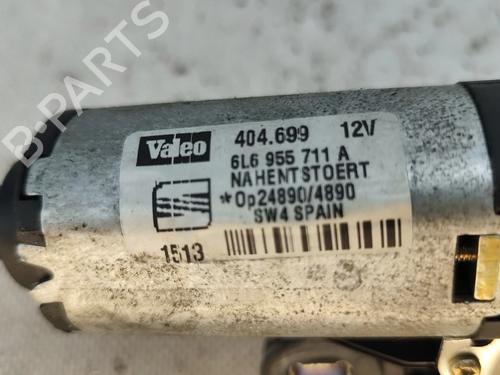 Valeo 404.699 12V
6L6 955 711 A
NAHENTSTOERT
*Op24890/4890
SW4 SPAIN
1513
B-PARTS